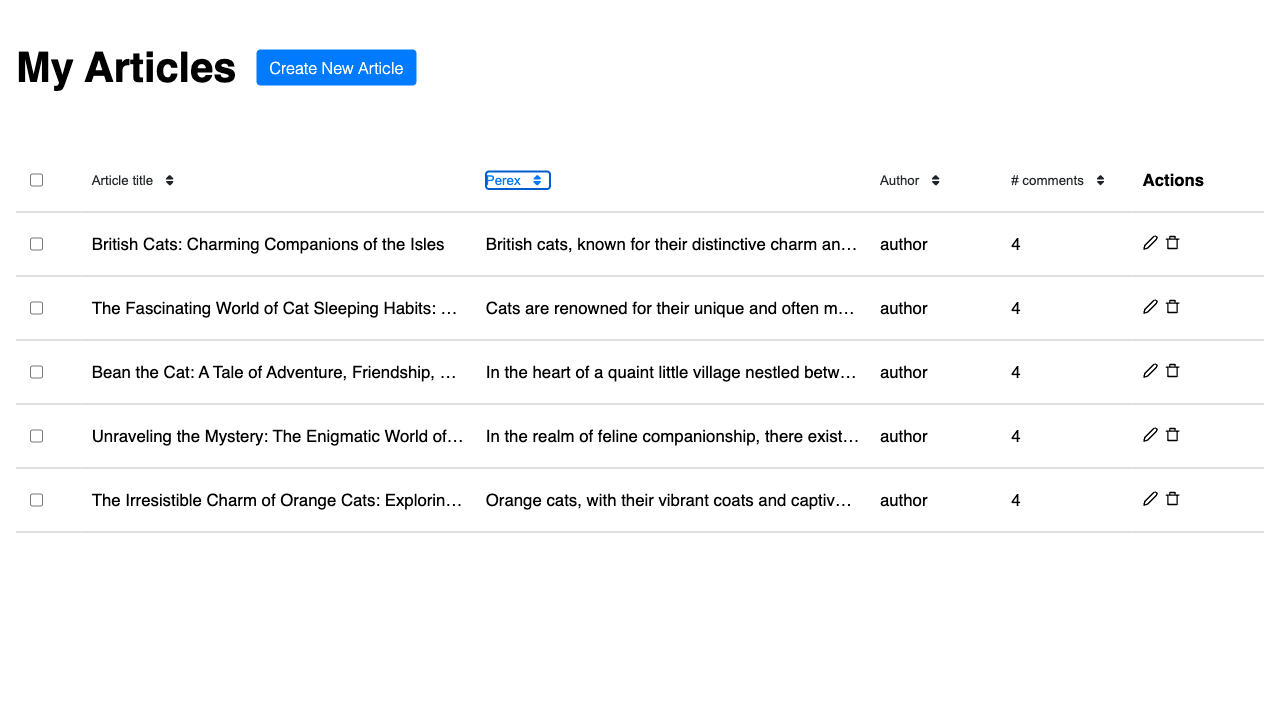 My Articles Create New Article
Article title Perex Author # comments Actions
British Cats: Charming Companions of the Isles British cats, known for their distinctive charm an… author 4
The Fascinating World of Cat Sleeping Habits: … Cats are renowned for their unique and often m… author 4
Bean the Cat: A Tale of Adventure, Friendship, … In the heart of a quaint little village nestled betw… author 4
Unraveling the Mystery: The Enigmatic World of… In the realm of feline companionship, there exist… author 4
The Irresistible Charm of Orange Cats: Explorin… Orange cats, with their vibrant coats and captiv… author 4